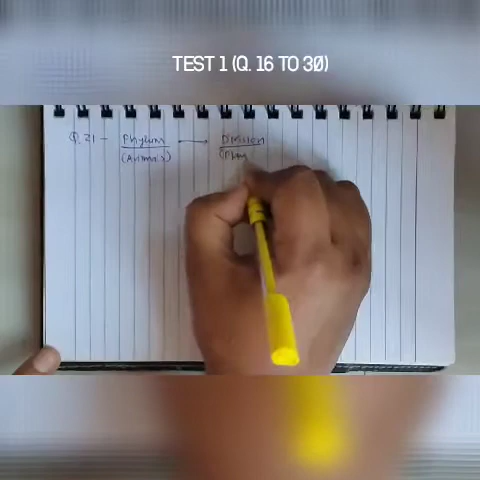 TEST 1 (Q. 16 TO 30)
Q.21 - Phylum → Division
(Animals)